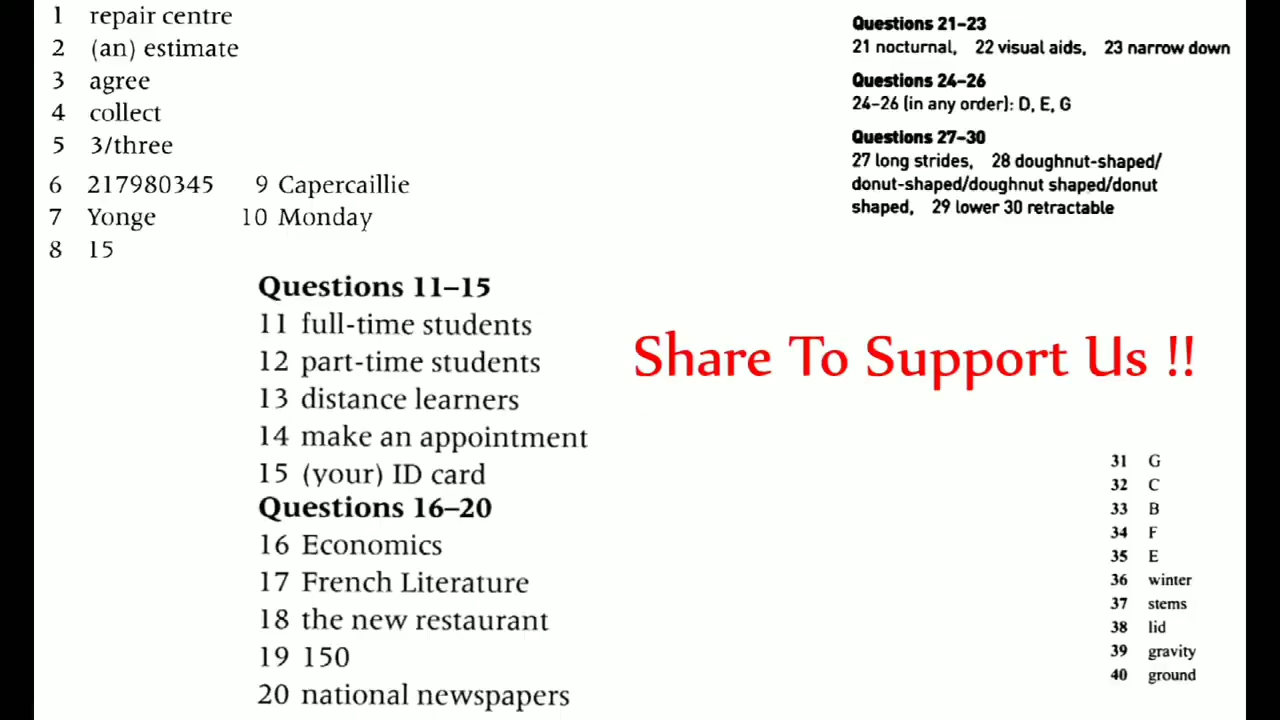 1 repair centre
2 (an) estimate
3 agree
4 collect
5 3/three
6 217980345 9 Capercaillie
7 Yonge 10 Monday
8 15
Questions 11–15
11 full-time students
12 part-time students
13 distance learners
14 make an appointment
15 (your) ID card
Questions 16–20
16 Economics
17 French Literature
18 the new restaurant
19 150
20 national newspapers
Questions 21–23
21 nocturnal, 22 visual aids, 23 narrow down
Questions 24–26
24–26 (in any order): D, E, G
Questions 27–30
27 long strides, 28 doughnut-shaped/
donut-shaped/doughnut shaped/donut
shaped, 29 lower 30 retractable
Share To Support Us !!
31 G
32 C
33 B
34 F
35 E
36 winter
37 stems
38 lid
39 gravity
40 ground